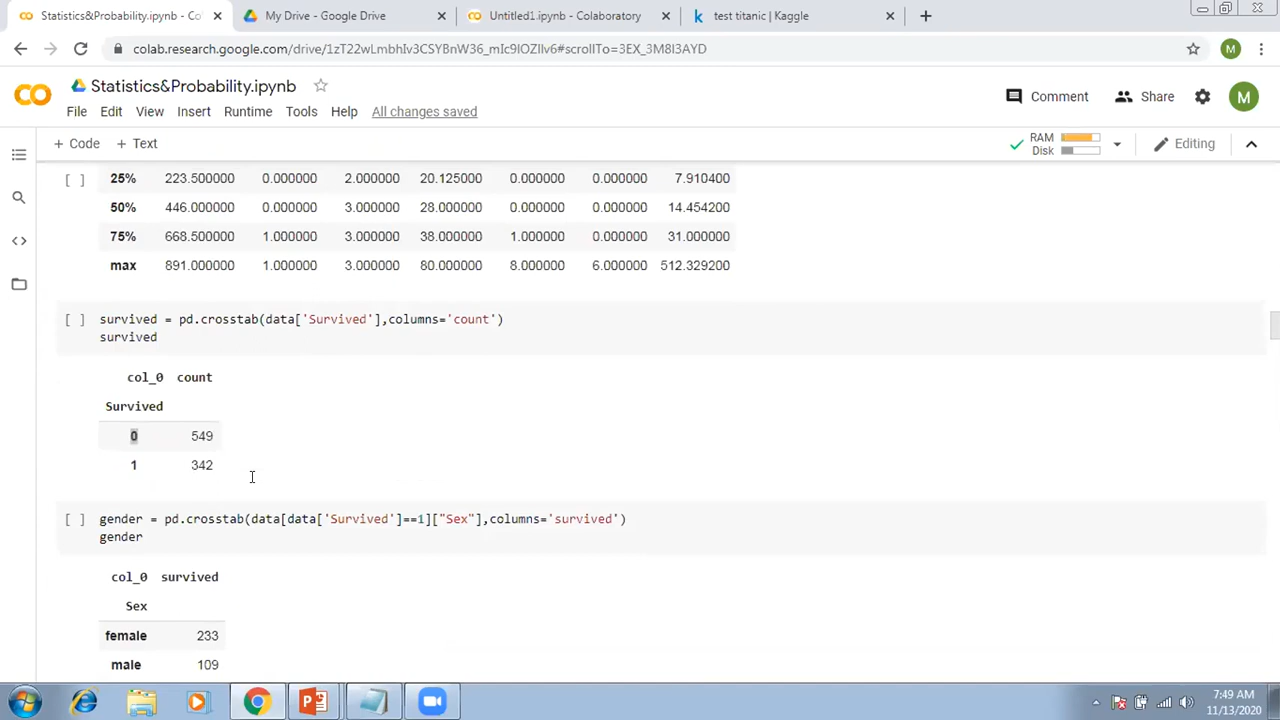 Statistics&Probability.ipynb - Co
My Drive - Google Drive
Untitled1.ipynb - Colaboratory
test titanic | Kaggle
colab.research.google.com/drive/1zT22wLmbhIv3CSYBnW36_mIc9IOZIlv6#scrollTo=3EX_3M8I3AYD
M
Statistics&Probability.ipynb
Comment
Share
M
File Edit View Insert Runtime Tools Help All changes saved
+ Code + Text
RAM
Disk
Editing
[ ]
25% 223.500000 0.000000 2.000000 20.125000 0.000000 0.000000 7.910400
50% 446.000000 0.000000 3.000000 28.000000 0.000000 0.000000 14.454200
75% 668.500000 1.000000 3.000000 38.000000 1.000000 0.000000 31.000000
max 891.000000 1.000000 3.000000 80.000000 8.000000 6.000000 512.329200
[ ] survived = pd.crosstab(data['Survived'],columns='count')
survived
col_0 count
Survived
0 549
1 342
[ ] gender = pd.crosstab(data[data['Survived']==1]["Sex"],columns='survived')
gender
col_0 survived
Sex
female 233
male 109
7:49 AM
11/13/2020